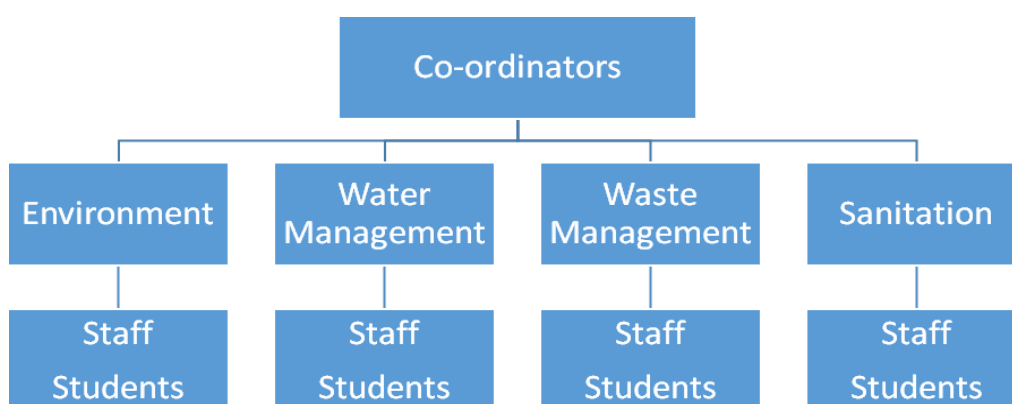 Co-ordinators
Environment
Water
Management
Waste
Management
Sanitation
Staff
Students
Staff
Students
Staff
Students
Staff
Students